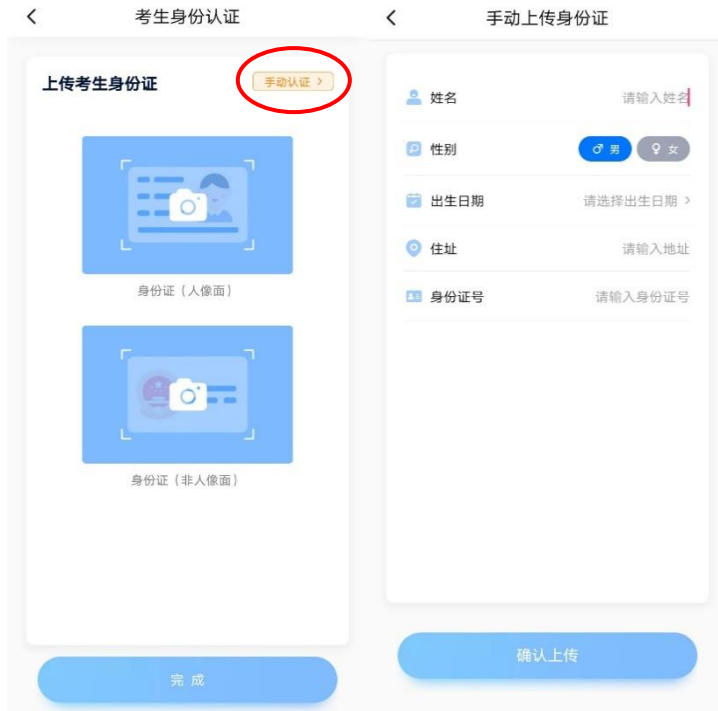 考生身份认证
上传考生身份证
手动认证 >
身份证（人像面）
身份证（非人像面）
完成
手动上传身份证
姓名 请输入姓名
性别 男 女
出生日期 请选择出生日期 >
住址 请输入地址
身份证号 请输入身份证号
确认上传